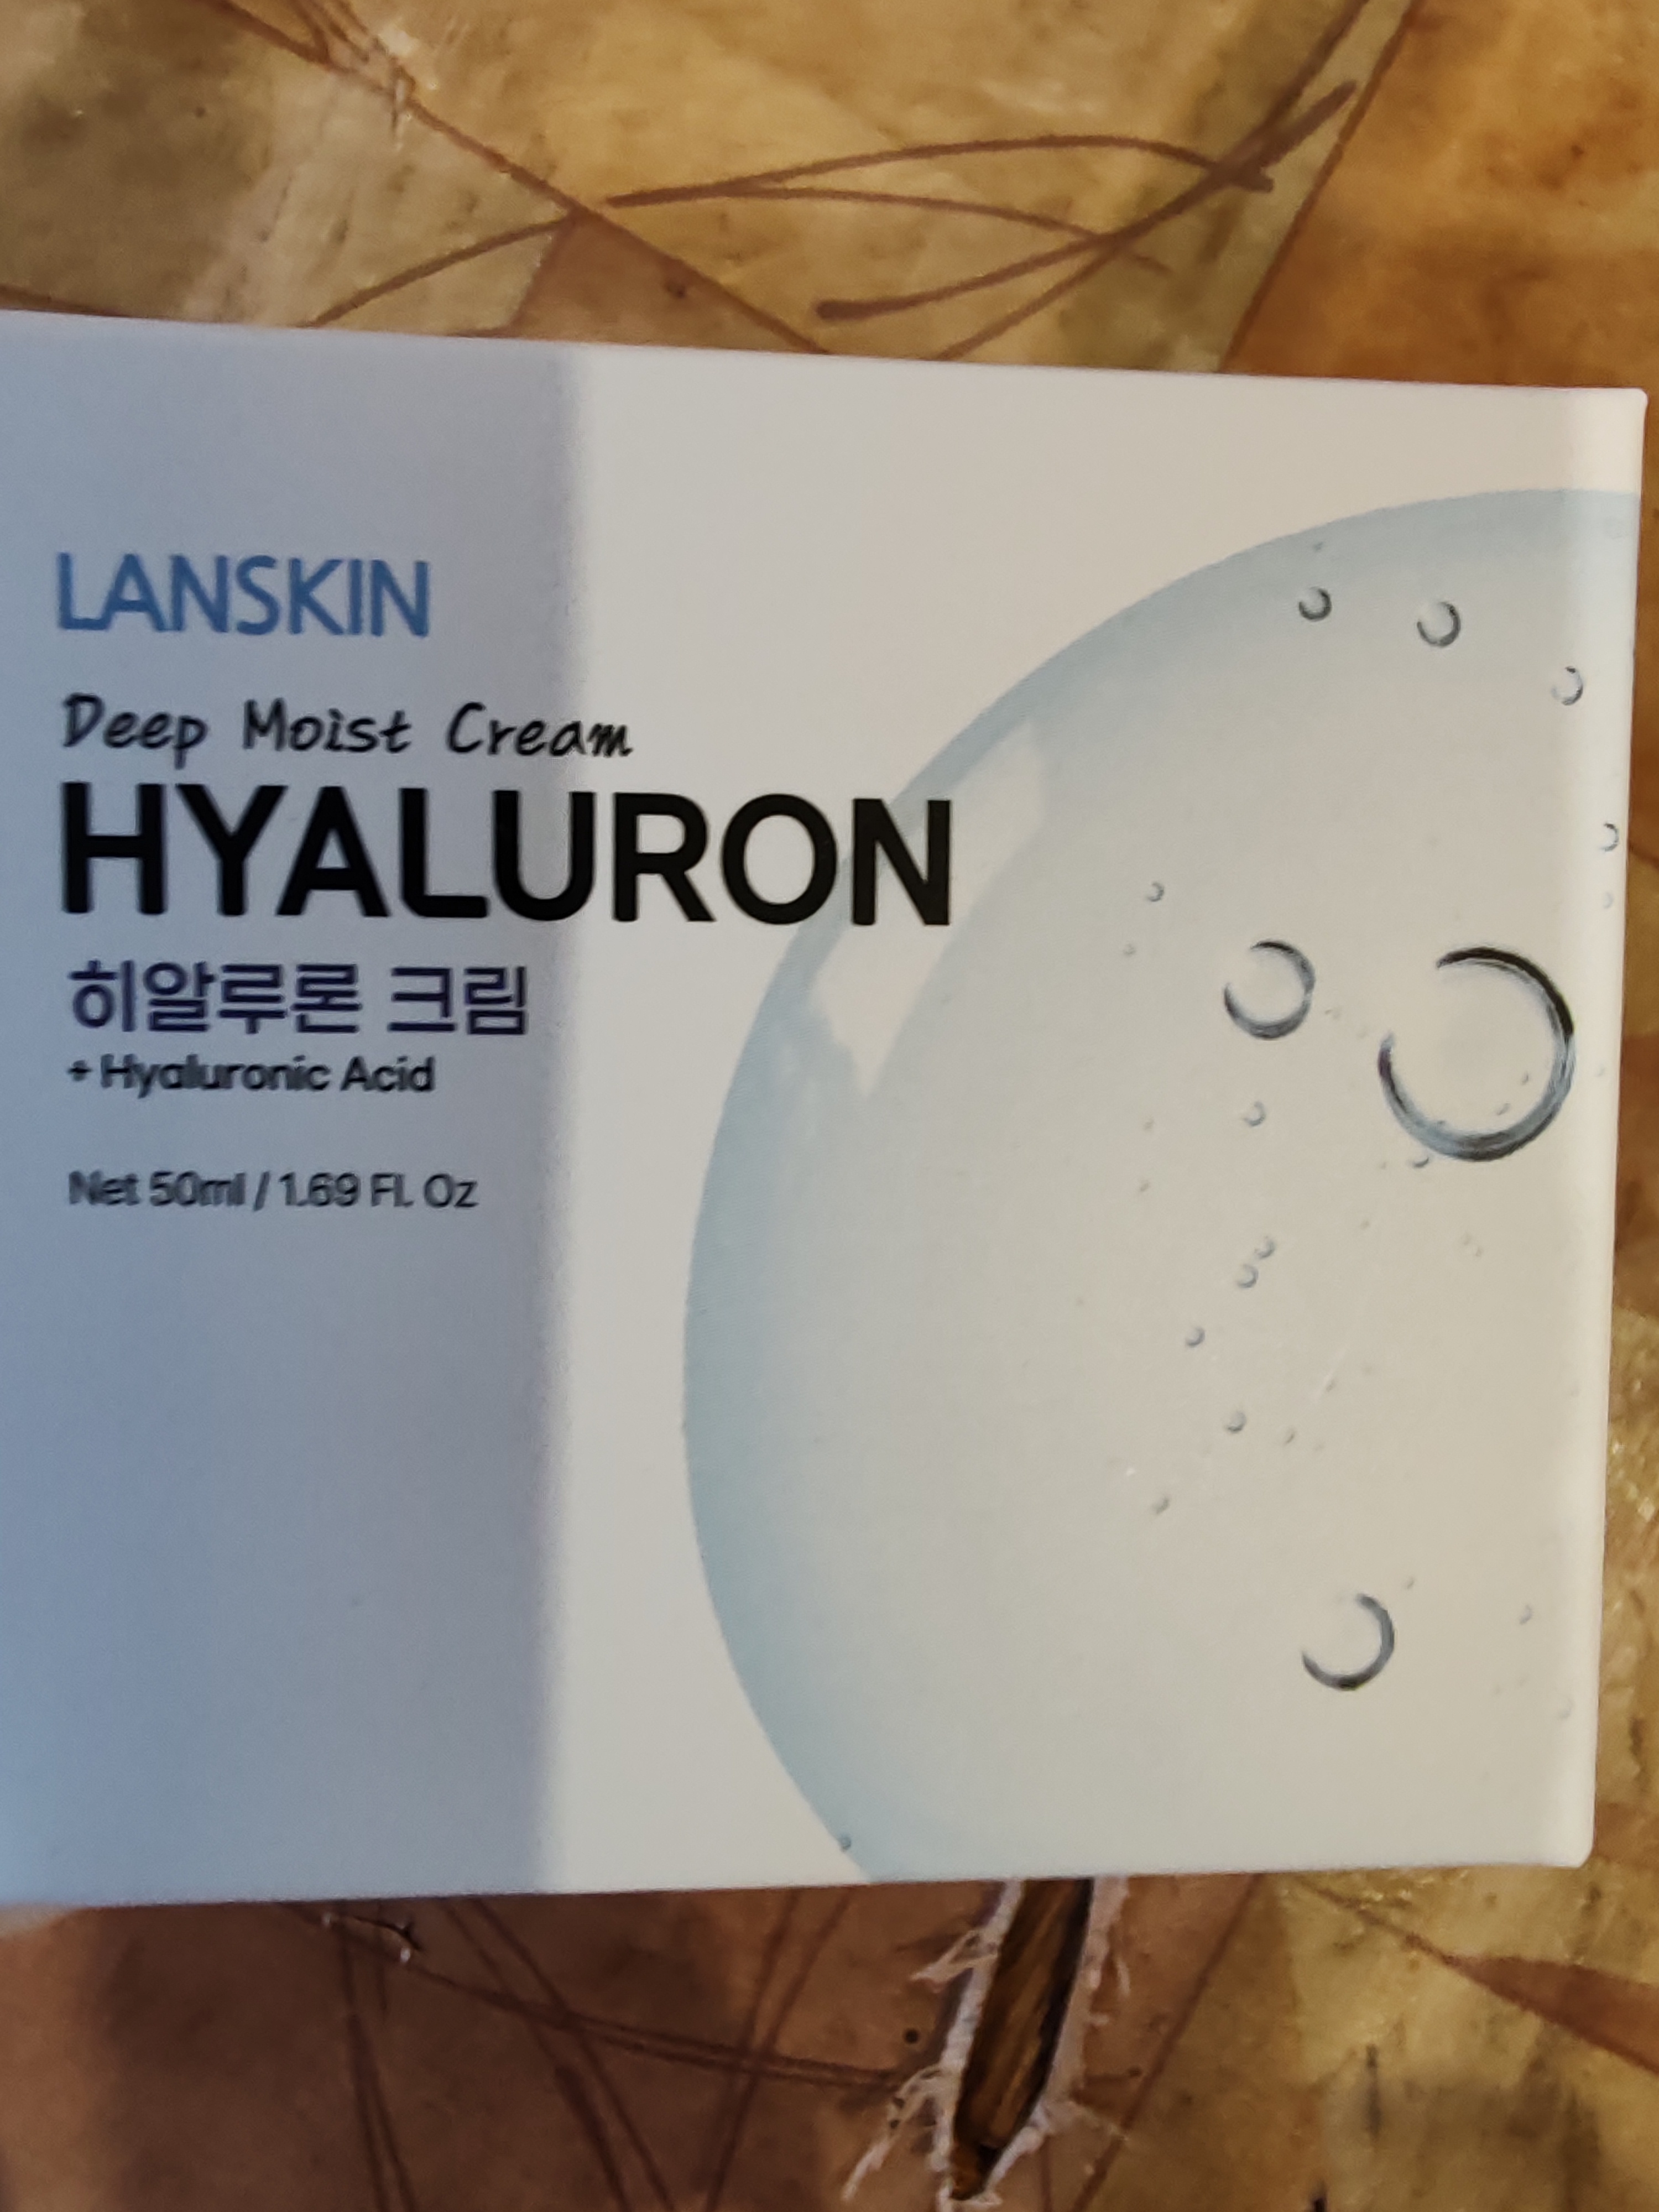 LANSKIN
Deep Moist Cream
HYALURON
히알루론 크림
+ Hyaluronic Acid
Net 50ml / 1.69 Fl. Oz